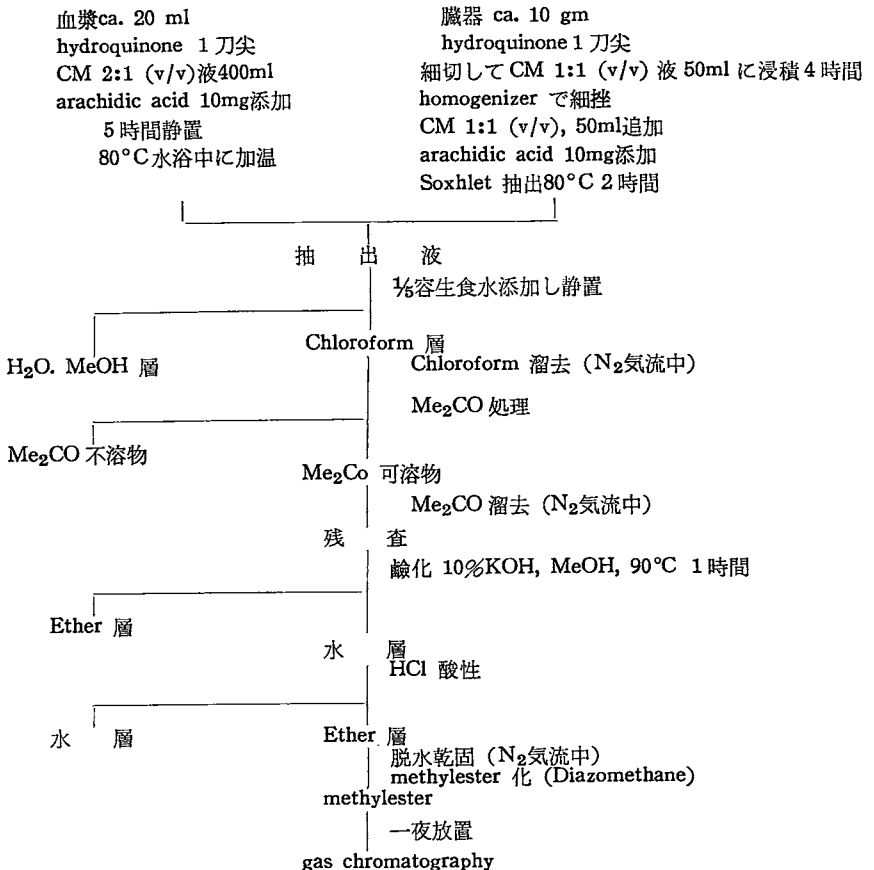 血漿ca. 20 ml
hydroquinone 1刀尖
CM 2:1 (v/v)液400ml
arachidic acid 10mg添加
5時間静置
80°C水浴中に加温
臓器 ca. 10 gm
hydroquinone 1刀尖
細切してCM 1:1 (v/v) 液 50mlに浸積4時間
homogenizer で細挫
CM 1:1 (v/v), 50ml追加
arachidic acid 10mg添加
Soxhlet 抽出80°C 2時間
抽 出 液
⅕容生食水添加し静置
Chloroform 層
H₂O. MeOH 層
Chloroform 溜去 (N₂気流中)
Me₂CO 処理
Me₂CO 不溶物
Me₂Co 可溶物
Me₂CO 溜去 (N₂気流中)
残 査
鹼化 10%KOH, MeOH, 90°C 1時間
Ether 層
水 層
HCl 酸性
水 層
Ether 層
脱水乾固 (N₂気流中)
methylester 化 (Diazomethane)
methylester
一夜放置
gas chromatography